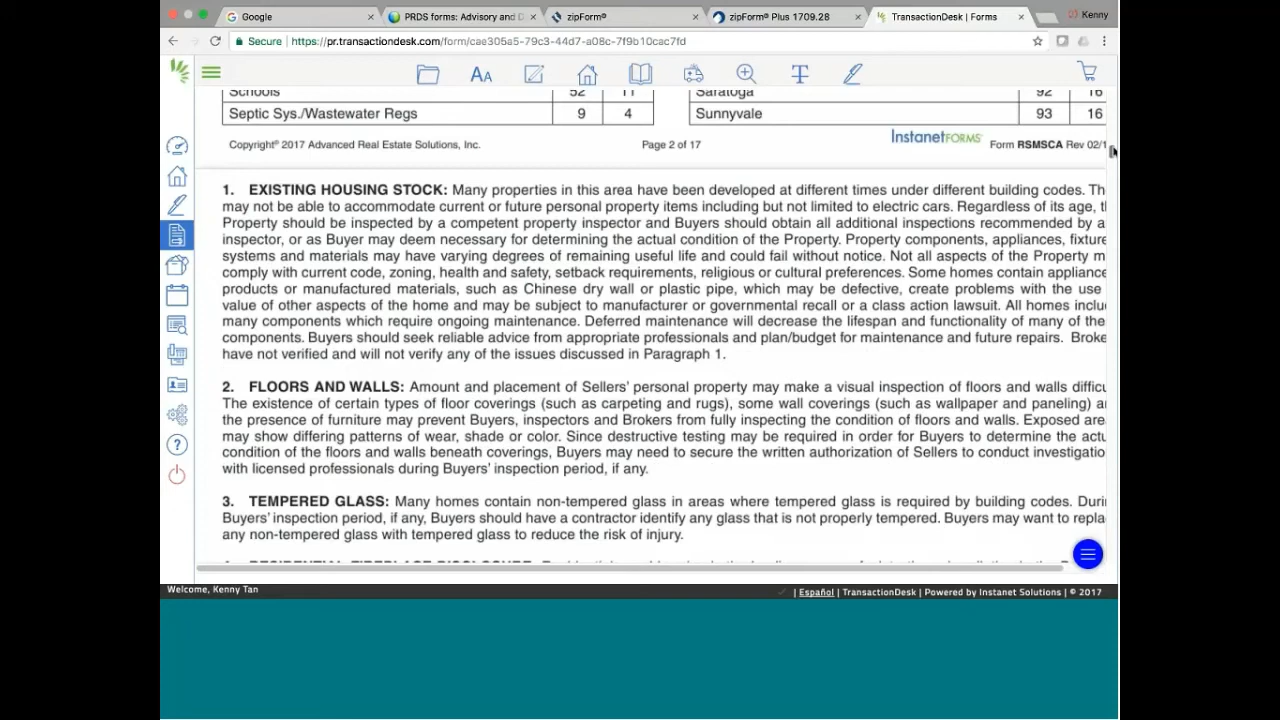 Google
PRDS forms: Advisory and D
zipForm®
zipForm® Plus 1709.28
TransactionDesk | Forms
Kenny
Secure | https://pr.transactiondesk.com/form/cae305a5-79c3-44d7-a08c-7f9b10cac7fd
Schools 52 11 Saratoga 92 16
Septic Sys./Wastewater Regs 9 4 Sunnyvale 93 16
Copyright® 2017 Advanced Real Estate Solutions, Inc. Page 2 of 17 InstanetFORMS Form RSMSCA Rev 02/1
1. EXISTING HOUSING STOCK: Many properties in this area have been developed at different times under different building codes. Th
may not be able to accommodate current or future personal property items including but not limited to electric cars. Regardless of its age, t
Property should be inspected by a competent property inspector and Buyers should obtain all additional inspections recommended by a
inspector, or as Buyer may deem necessary for determining the actual condition of the Property. Property components, appliances, fixture
systems and materials may have varying degrees of remaining useful life and could fail without notice. Not all aspects of the Property m
comply with current code, zoning, health and safety, setback requirements, religious or cultural preferences. Some homes contain appliance
products or manufactured materials, such as Chinese dry wall or plastic pipe, which may be defective, create problems with the use
value of other aspects of the home and may be subject to manufacturer or governmental recall or a class action lawsuit. All homes inclu
many components which require ongoing maintenance. Deferred maintenance will decrease the lifespan and functionality of many of the
components. Buyers should seek reliable advice from appropriate professionals and plan/budget for maintenance and future repairs. Broke
have not verified and will not verify any of the issues discussed in Paragraph 1.
2. FLOORS AND WALLS: Amount and placement of Sellers' personal property may make a visual inspection of floors and walls difficu
The existence of certain types of floor coverings (such as carpeting and rugs), some wall coverings (such as wallpaper and paneling) a
the presence of furniture may prevent Buyers, inspectors and Brokers from fully inspecting the condition of floors and walls. Exposed are
may show differing patterns of wear, shade or color. Since destructive testing may be required in order for Buyers to determine the actu
condition of the floors and walls beneath coverings, Buyers may need to secure the written authorization of Sellers to conduct investigatio
with licensed professionals during Buyers' inspection period, if any.
3. TEMPERED GLASS: Many homes contain non-tempered glass in areas where tempered glass is required by building codes. Duri
Buyers' inspection period, if any, Buyers should have a contractor identify any glass that is not properly tempered. Buyers may want to repla
any non-tempered glass with tempered glass to reduce the risk of injury.
Welcome, Kenny Tan
| Español | TransactionDesk | Powered by Instanet Solutions | © 2017